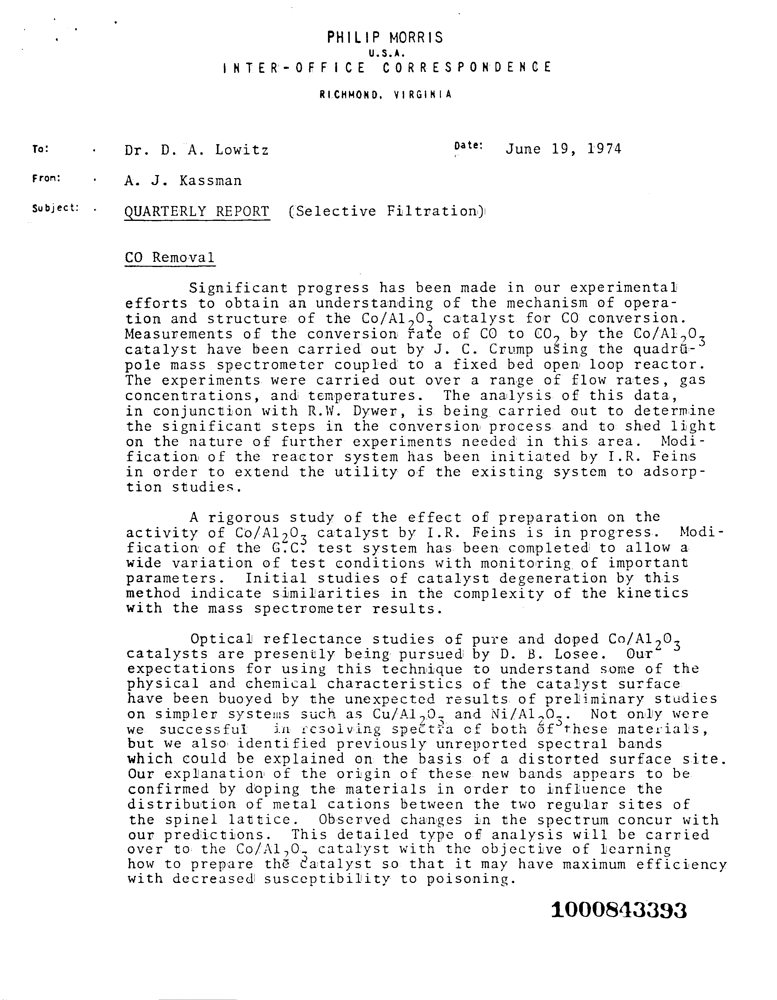 PHILIP MORRIS
U.S.A.
INTER-OFFICE CORRESPONDENCE
RICHMOND, VIRGINIA
To: . Dr. D. A. Lowitz Date: June 19, 1974
From: . A. J. Kassman
Subject: . QUARTERLY REPORT (Selective Filtration)
CO Removal
Significant progress has been made in our experimental
efforts to obtain an understanding of the mechanism of opera-
tion and structure of the Co/Al2O3 catalyst for CO conversion.
Measurements of the conversion rate of CO to CO2 by the Co/Al2O3
catalyst have been carried out by J. C. Crump using the quadru-
pole mass spectrometer coupled to a fixed bed open loop reactor.
The experiments were carried out over a range of flow rates, gas
concentrations, and temperatures. The analysis of this data,
in conjunction with R.W. Dywer, is being carried out to determine
the significant steps in the conversion process and to shed light
on the nature of further experiments needed in this area. Modi-
fication of the reactor system has been initiated by I.R. Feins
in order to extend the utility of the existing system to adsorp-
tion studies.
A rigorous study of the effect of preparation on the
activity of Co/Al2O3 catalyst by I.R. Feins is in progress. Modi-
fication of the G.C. test system has been completed to allow a
wide variation of test conditions with monitoring of important
parameters. Initial studies of catalyst degeneration by this
method indicate similarities in the complexity of the kinetics
with the mass spectrometer results.
Optical reflectance studies of pure and doped Co/Al2O3
catalysts are presently being pursued by D. B. Losee. Our
expectations for using this technique to understand some of the
physical and chemical characteristics of the catalyst surface
have been buoyed by the unexpected results of preliminary studies
on simpler systems such as Cu/Al2O3 and Ni/Al2O3. Not only were
we successful in resolving spectra of both of these materials,
but we also identified previously unreported spectral bands
which could be explained on the basis of a distorted surface site.
Our explanation of the origin of these new bands appears to be
confirmed by doping the materials in order to influence the
distribution of metal cations between the two regular sites of
the spinel lattice. Observed changes in the spectrum concur with
our predictions. This detailed type of analysis will be carried
over to the Co/Al2O3 catalyst with the objective of learning
how to prepare the catalyst so that it may have maximum efficiency
with decreased susceptibility to poisoning.
1000843393